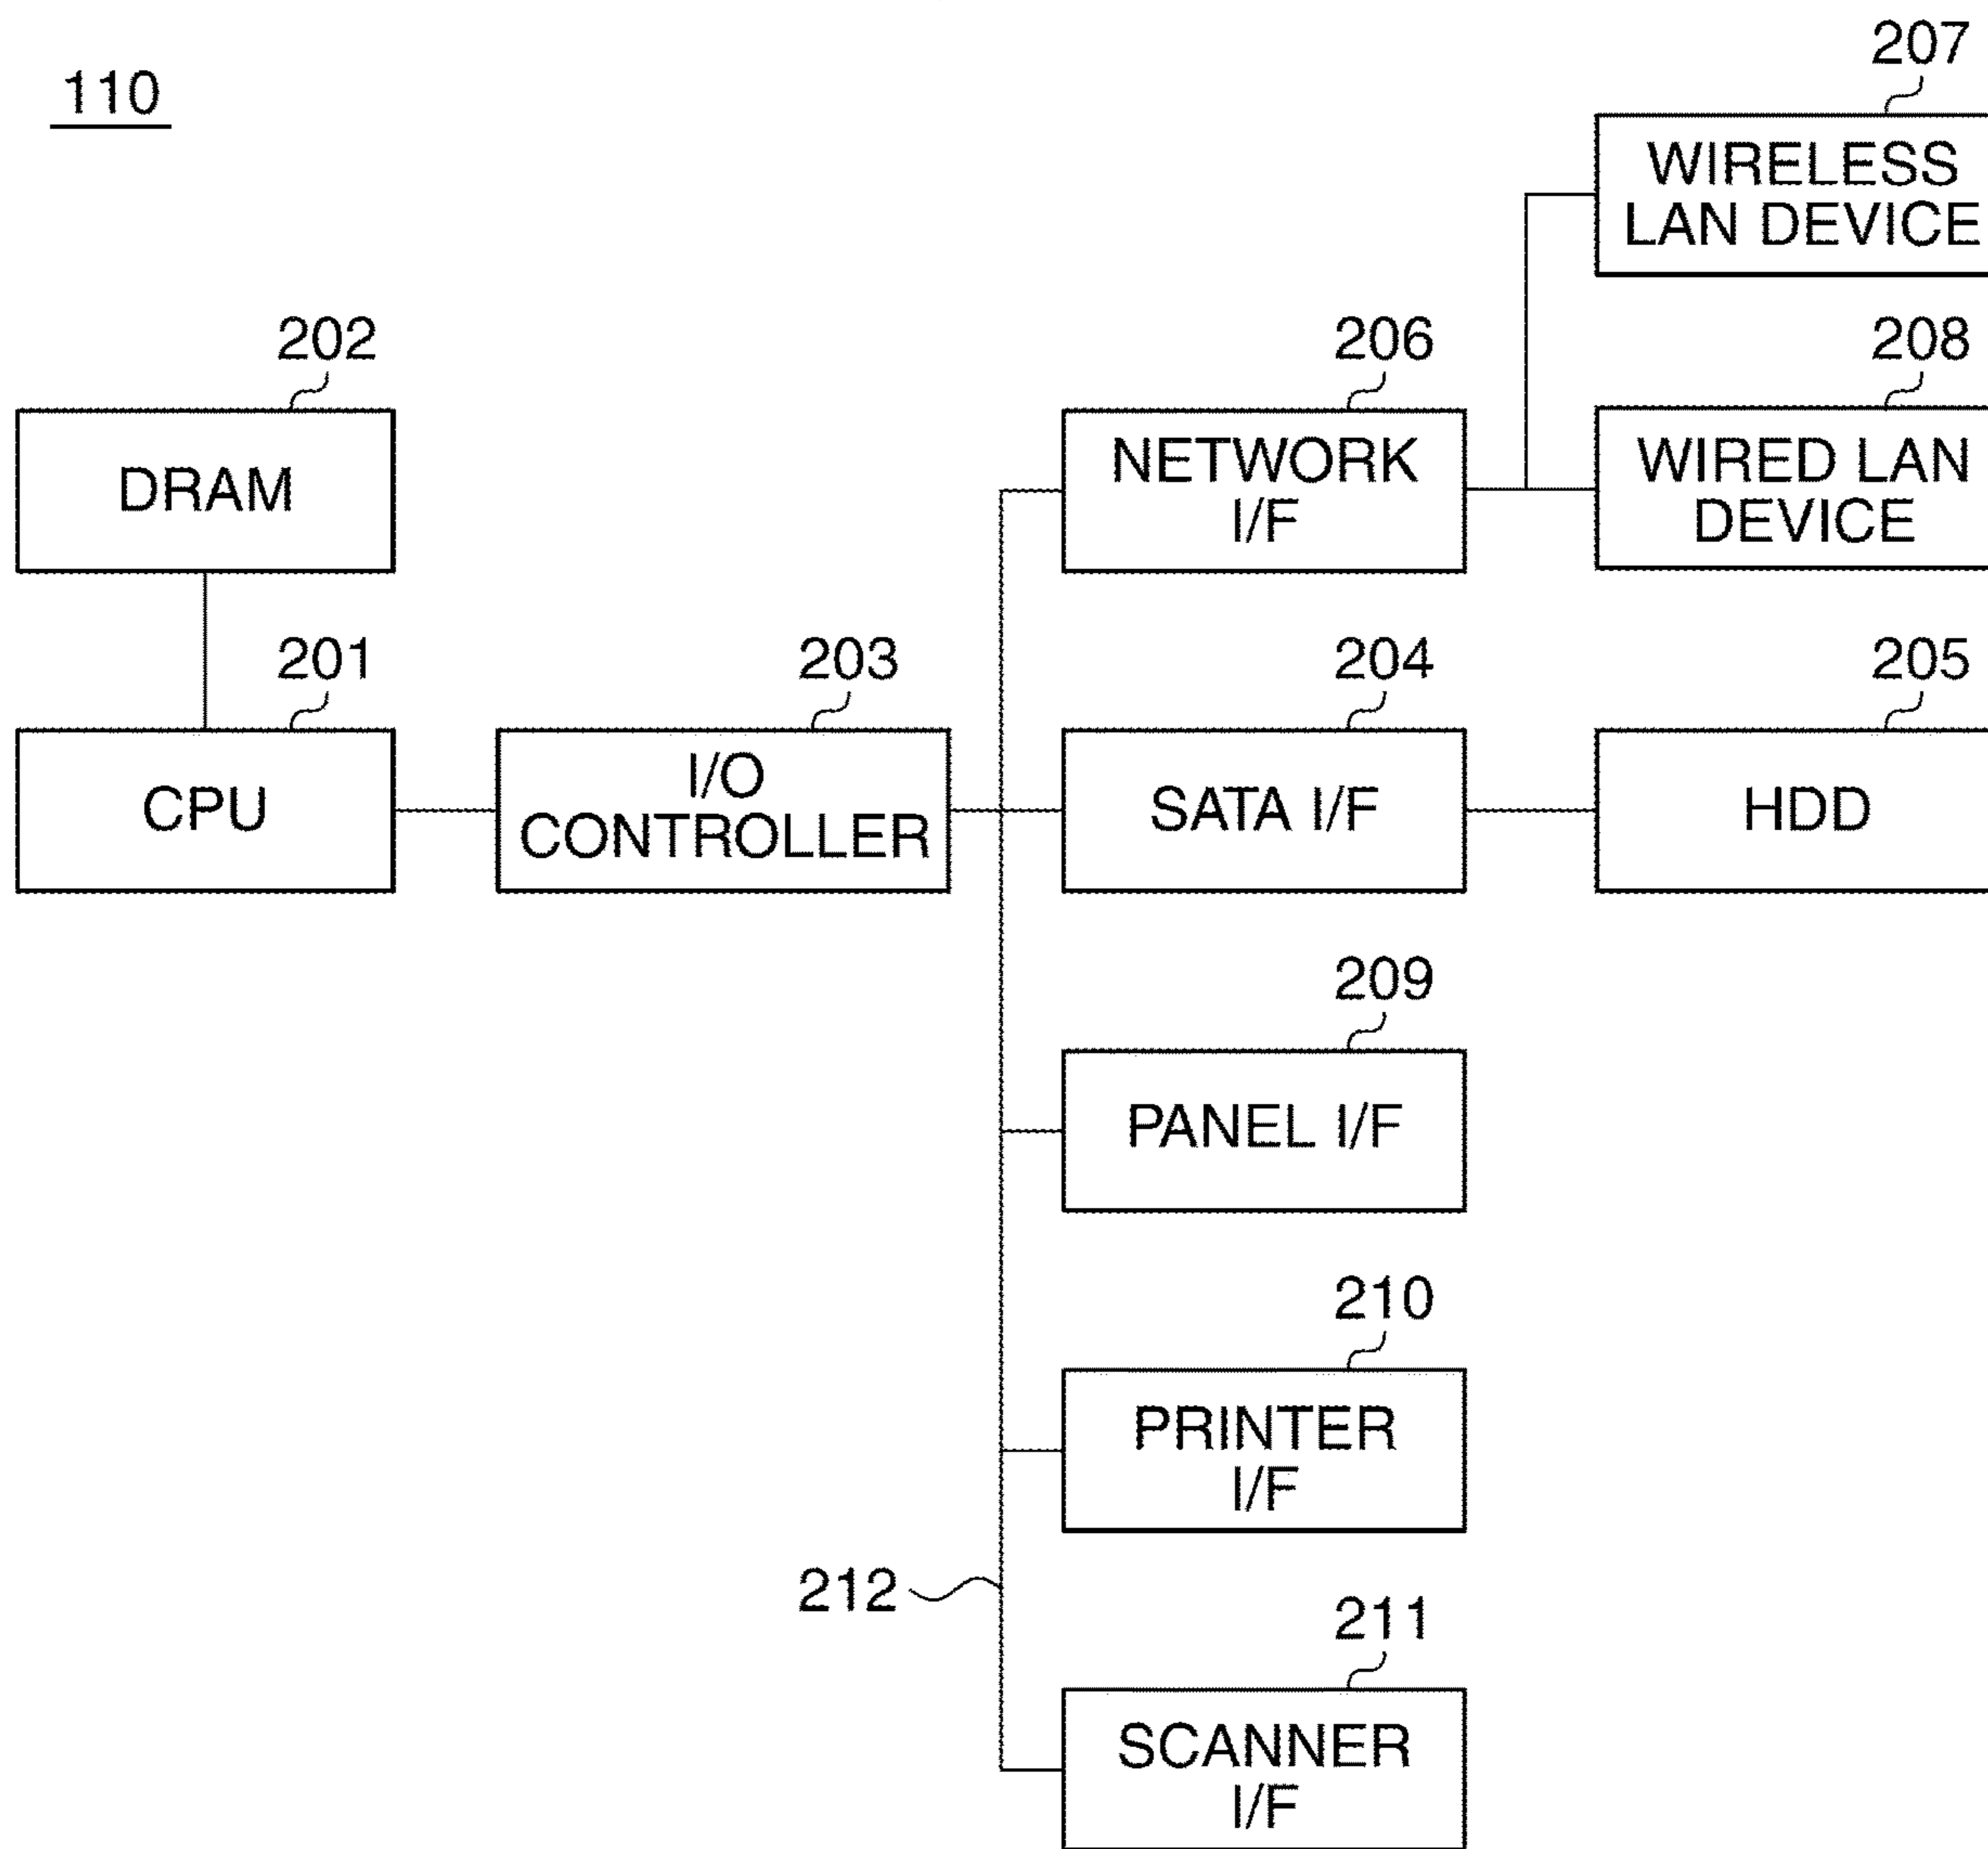 110
207
WIRELESS
LAN DEVICE
202
206
208
DRAM
NETWORK
I/F
WIRED LAN
DEVICE
201
203
204
205
CPU
I/O
CONTROLLER
SATA I/F
HDD
209
PANEL I/F
210
PRINTER
I/F
212
211
SCANNER
I/F